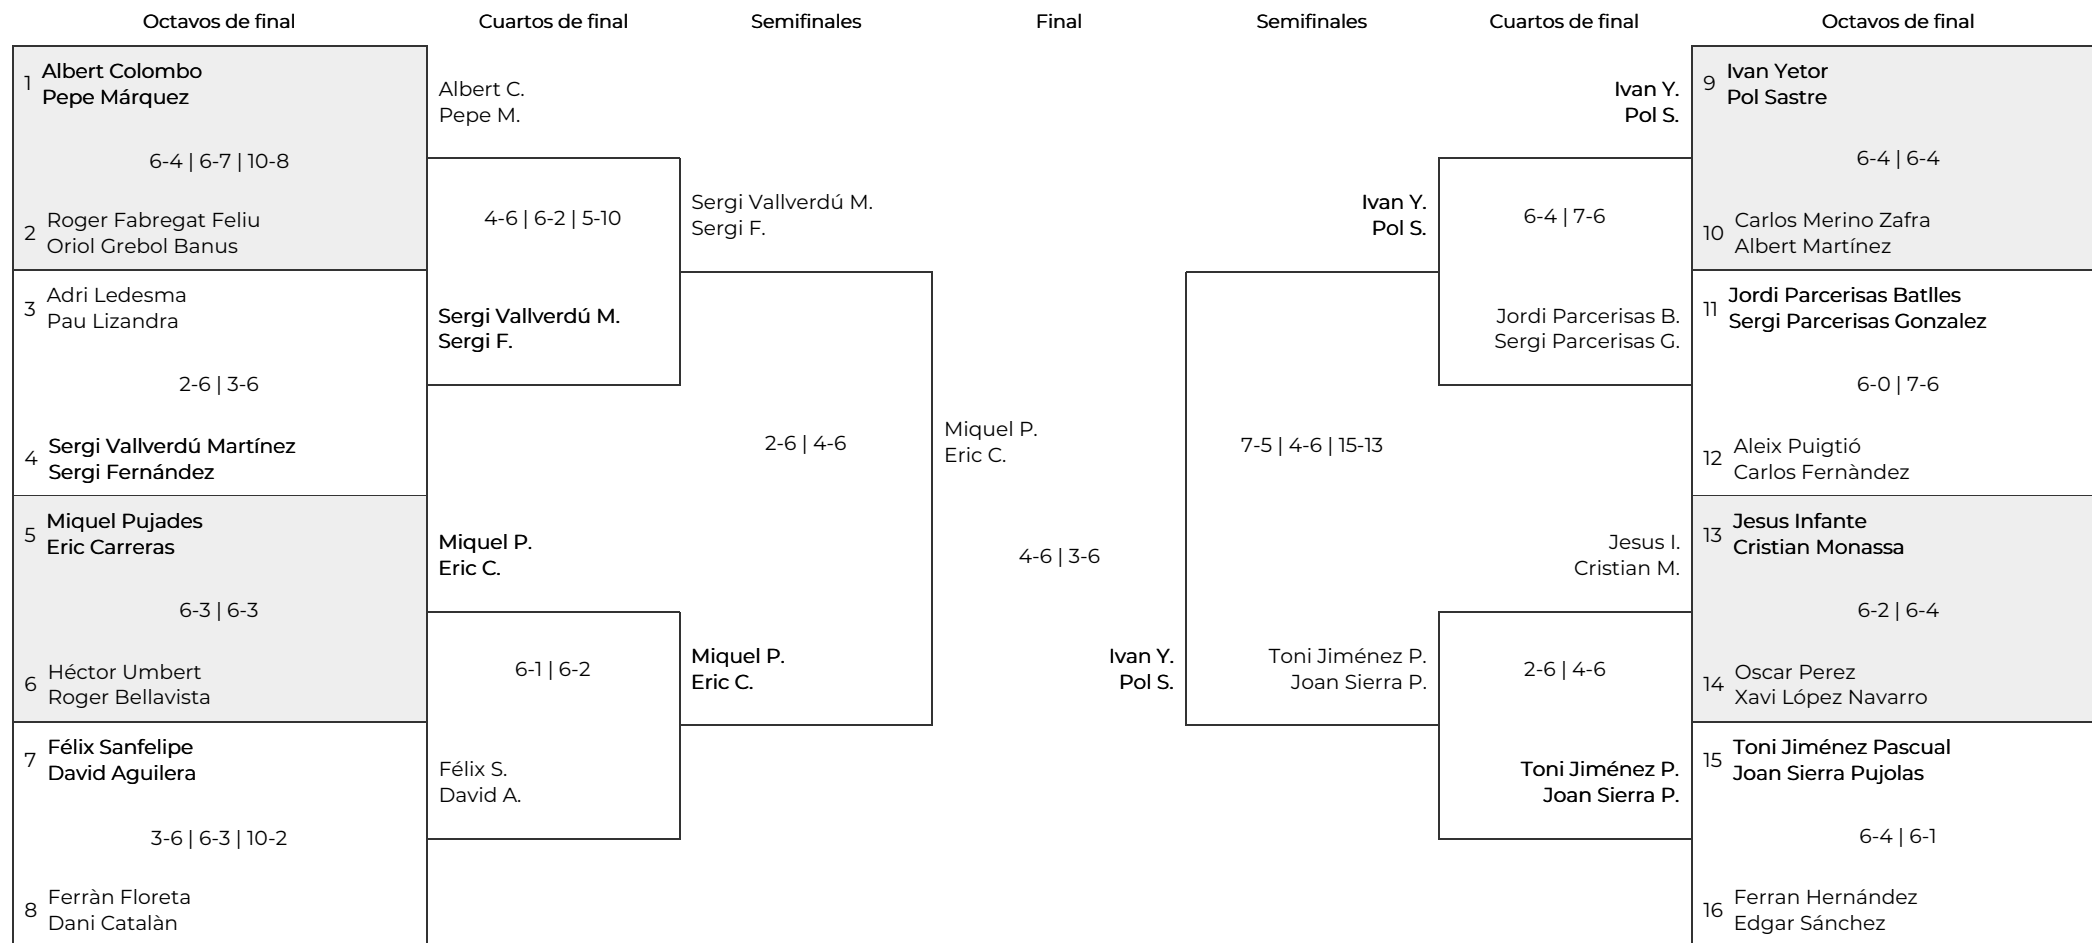 Octavos de final
Cuartos de final
Semifinales
Final
Semifinales
Cuartos de final
Octavos de final
1
Albert Colombo
Pepe Márquez
6-4 | 6-7 | 10-8
2
Roger Fabregat Feliu
Oriol Grebol Banus
3
Adri Ledesma
Pau Lizandra
2-6 | 3-6
4
Sergi Vallverdú Martínez
Sergi Fernández
5
Miquel Pujades
Eric Carreras
6-3 | 6-3
6
Héctor Umbert
Roger Bellavista
7
Félix Sanfelipe
David Aguilera
3-6 | 6-3 | 10-2
8
Ferràn Floreta
Dani Catalàn
Albert C.
Pepe M.
4-6 | 6-2 | 5-10
Sergi Vallverdú M.
Sergi F.
Miquel P.
Eric C.
6-1 | 6-2
Félix S.
David A.
Sergi Vallverdú M.
Sergi F.
2-6 | 4-6
Miquel P.
Eric C.
Miquel P.
Eric C.
4-6 | 3-6
Ivan Y.
Pol S.
Ivan Y.
Pol S.
7-5 | 4-6 | 15-13
Toni Jiménez P.
Joan Sierra P.
Ivan Y.
Pol S.
6-4 | 7-6
Jordi Parcerisas B.
Sergi Parcerisas G.
Jesus I.
Cristian M.
2-6 | 4-6
Toni Jiménez P.
Joan Sierra P.
9
Ivan Yetor
Pol Sastre
6-4 | 6-4
10
Carlos Merino Zafra
Albert Martínez
11
Jordi Parcerisas Batlles
Sergi Parcerisas Gonzalez
6-0 | 7-6
12
Aleix Puigtió
Carlos Fernàndez
13
Jesus Infante
Cristian Monassa
6-2 | 6-4
14
Oscar Perez
Xavi López Navarro
15
Toni Jiménez Pascual
Joan Sierra Pujolas
6-4 | 6-1
16
Ferran Hernández
Edgar Sánchez